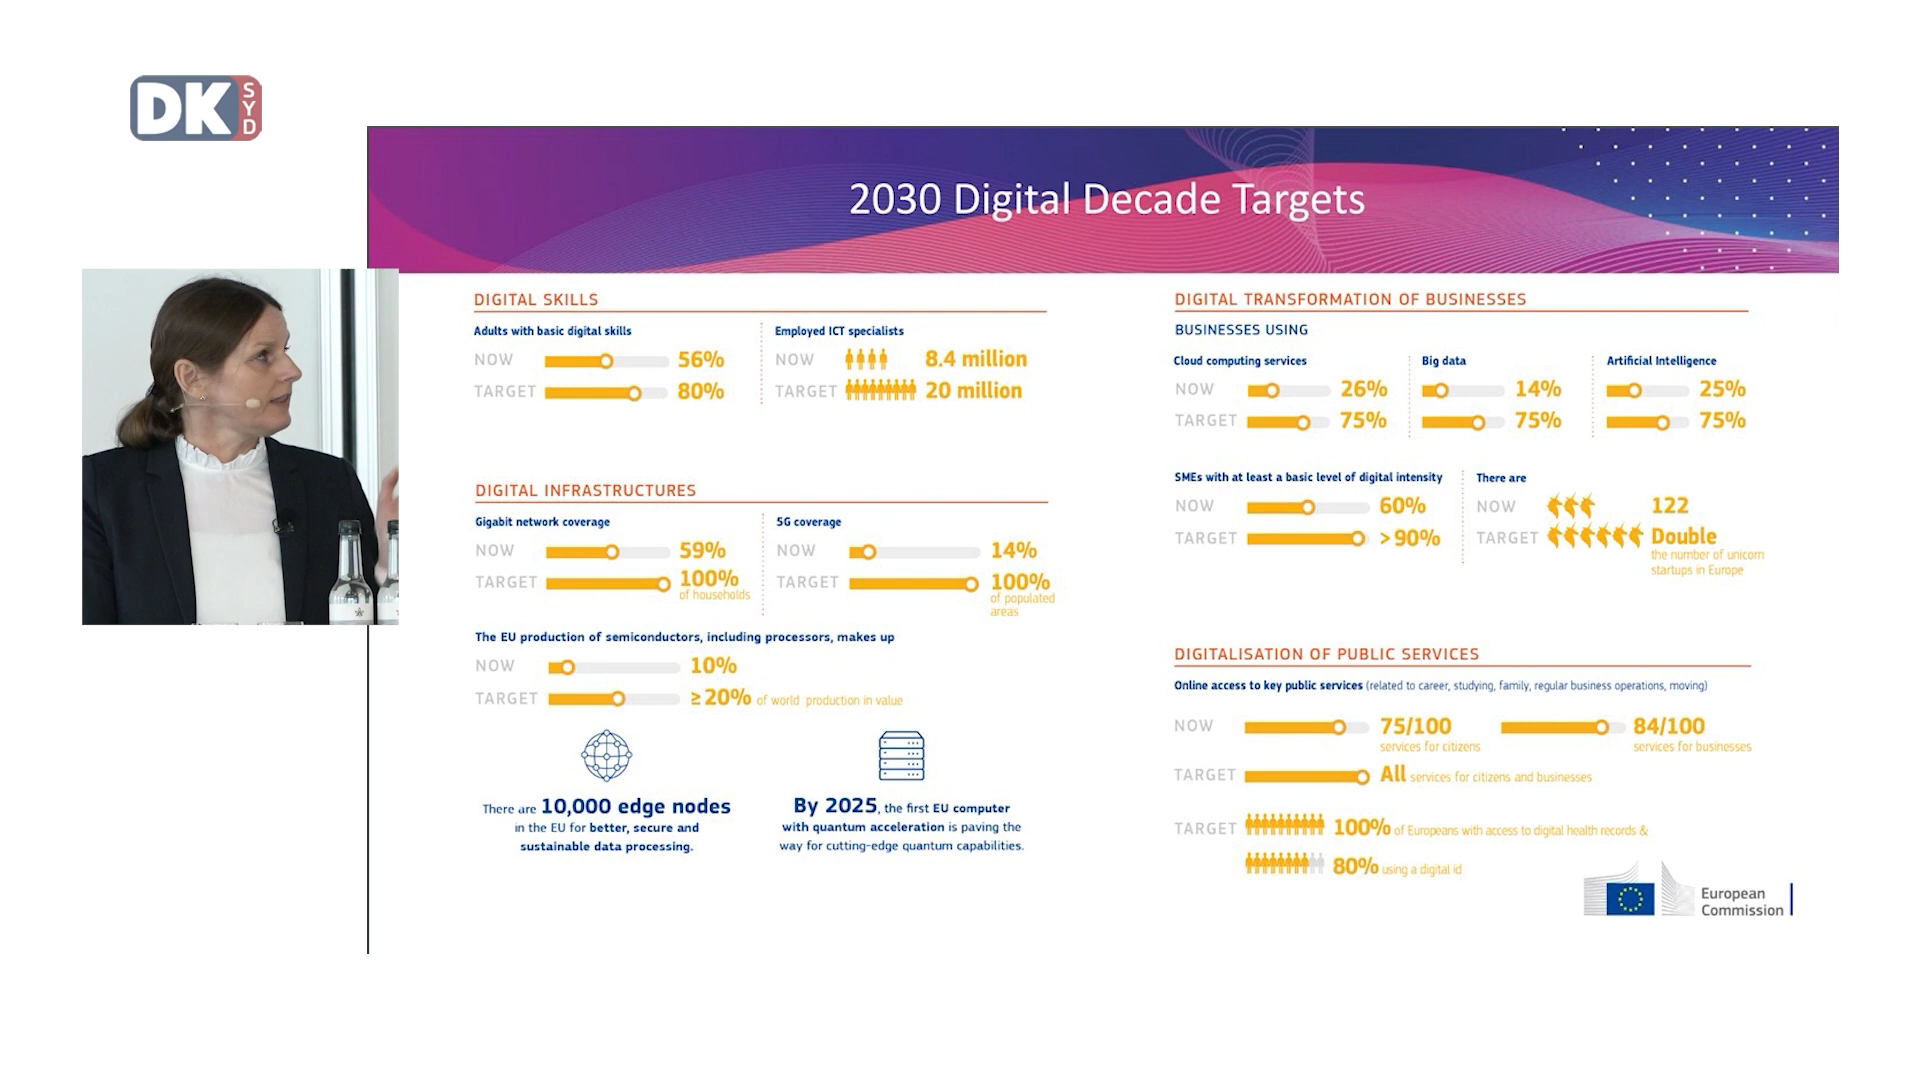 DK
SYD
2030 Digital Decade Targets
DIGITAL SKILLS
Adults with basic digital skills
NOW 56%
TARGET 80%
Employed ICT specialists
NOW 8.4 million
TARGET 20 million
DIGITAL INFRASTRUCTURES
Gigabit network coverage
NOW 59%
TARGET 100%
of households
5G coverage
NOW 14%
TARGET 100%
of populated
areas
The EU production of semiconductors, including processors, makes up
NOW 10%
TARGET ≥ 20% of world production in value
There are 10,000 edge nodes
in the EU for better, secure and
sustainable data processing.
By 2025, the first EU computer
with quantum acceleration is paving the
way for cutting-edge quantum capabilities.
DIGITAL TRANSFORMATION OF BUSINESSES
BUSINESSES USING
Cloud computing services
NOW 26%
TARGET 75%
Big data
14%
75%
Artificial Intelligence
25%
75%
SMEs with at least a basic level of digital intensity
NOW 60%
TARGET > 90%
There are
NOW 122
TARGET Double
the number of unicorn
startups in Europe
DIGITALISATION OF PUBLIC SERVICES
Online access to key public services (related to career, studying, family, regular business operations, moving)
NOW 75/100 84/100
services for citizens services for businesses
TARGET All services for citizens and businesses
TARGET 100% of Europeans with access to digital health records &
80% using a digital id
European
Commission